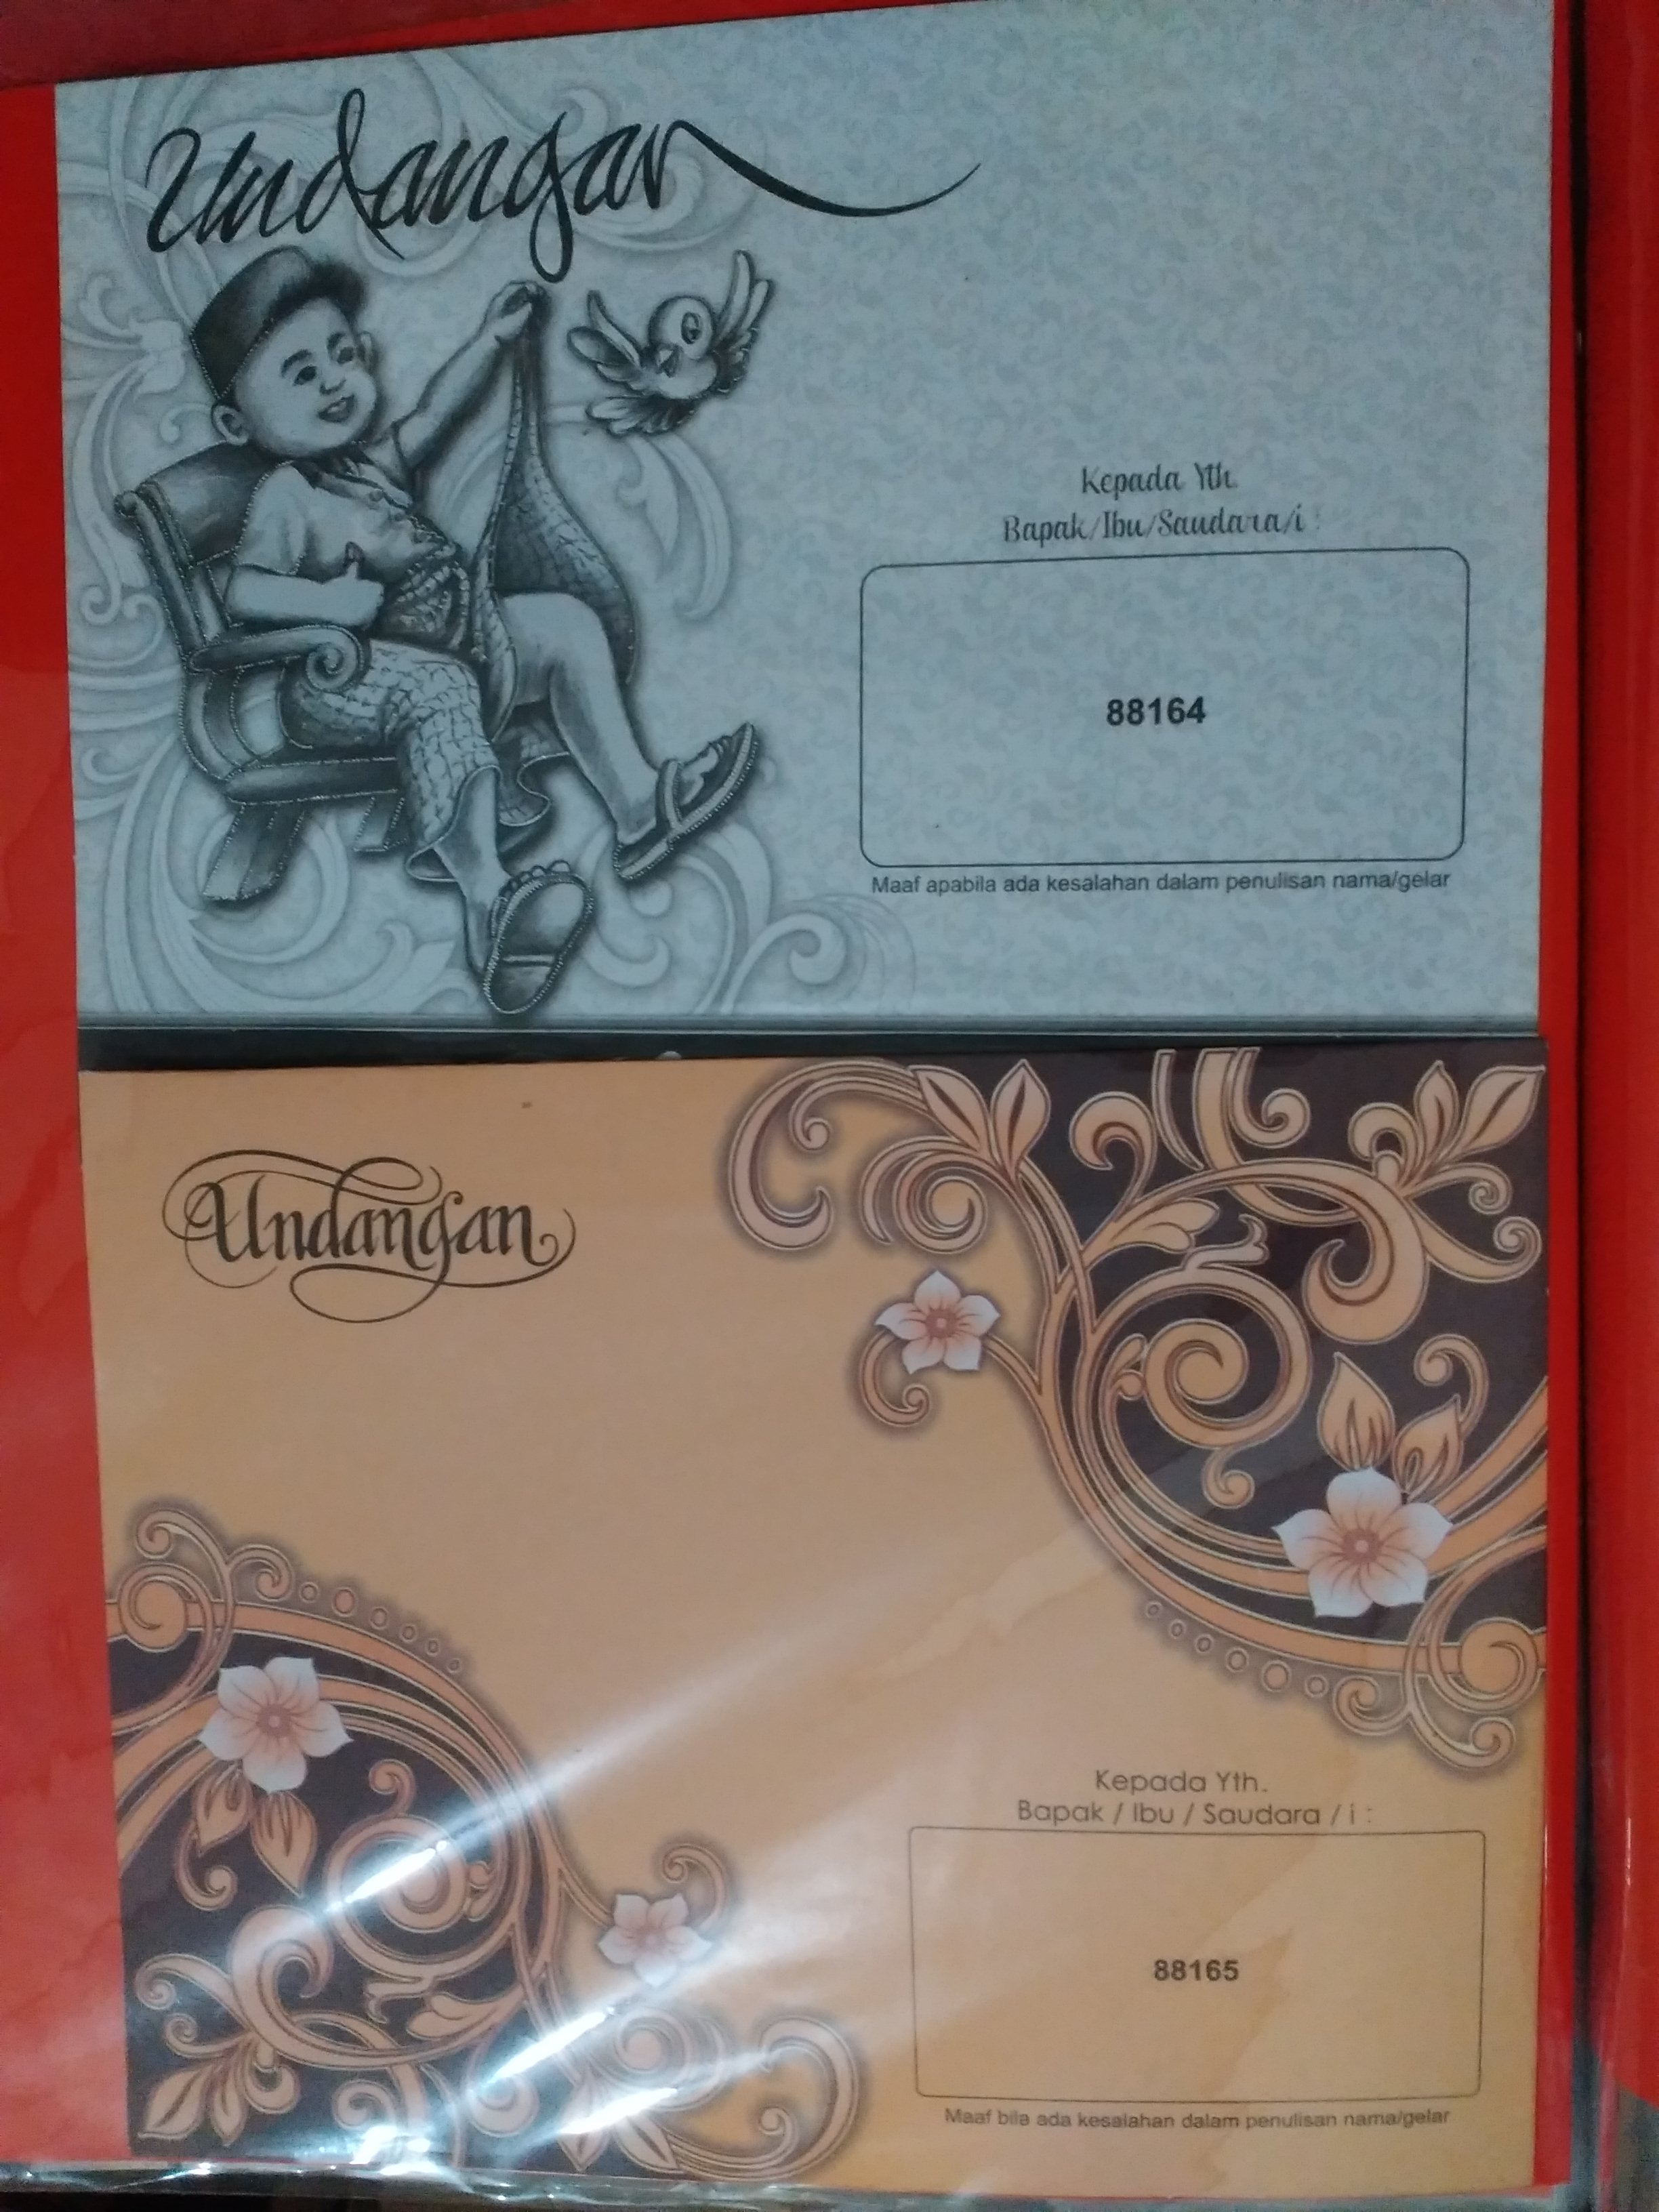 Undangan
Kepada Yth.
Bapak/Ibu/Saudara/i :
88164
Maaf apabila ada kesalahan dalam penulisan nama/gelar
Undangan
Kepada Yth.
Bapak / Ibu / Saudara / i :
88165
Maaf bila ada kesalahan dalam penulisan nama/gelar